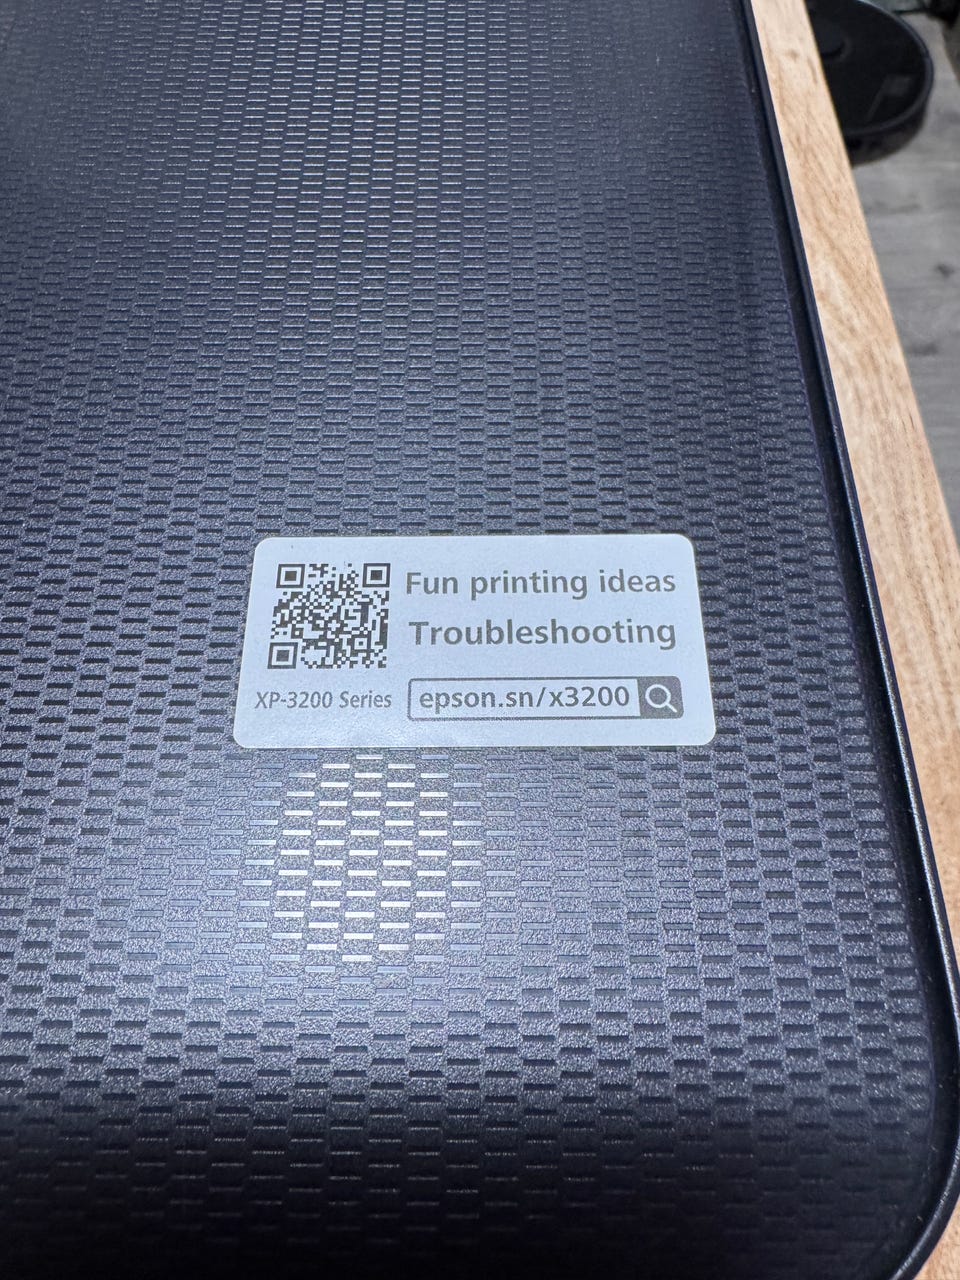 Fun printing ideas
Troubleshooting
XP-3200 Series
epson.sn/x3200